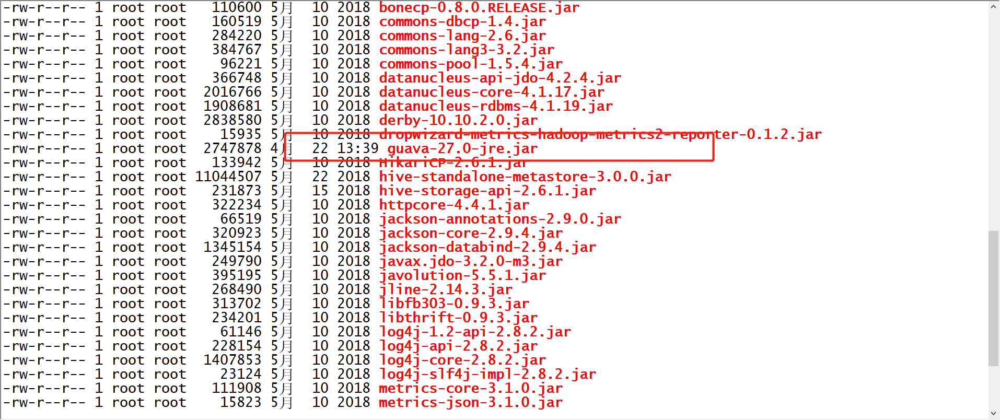 -rw-r--r-- 1 root root 110600 5月 10 2018 bonecp-0.8.0.RELEASE.jar
-rw-r--r-- 1 root root 160519 5月 10 2018 commons-dbcp-1.4.jar
-rw-r--r-- 1 root root 284220 5月 10 2018 commons-lang-2.6.jar
-rw-r--r-- 1 root root 384767 5月 10 2018 commons-lang3-3.2.jar
-rw-r--r-- 1 root root 96221 5月 10 2018 commons-pool-1.5.4.jar
-rw-r--r-- 1 root root 366748 5月 10 2018 datanucleus-api-jdo-4.2.4.jar
-rw-r--r-- 1 root root 2016766 5月 10 2018 datanucleus-core-4.1.17.jar
-rw-r--r-- 1 root root 1908681 5月 10 2018 datanucleus-rdbms-4.1.19.jar
-rw-r--r-- 1 root root 2838580 5月 10 2018 derby-10.10.2.0.jar
-rw-r--r-- 1 root root 15935 5月 10 2018 dropwizard-metrics-hadoop-metrics2-reporter-0.1.2.jar
-rw-r--r-- 1 root root 2747878 4月 22 13:39 guava-27.0-jre.jar
-rw-r--r-- 1 root root 133942 5月 10 2018 HikariCP-2.6.1.jar
-rw-r--r-- 1 root root 11044507 5月 22 2018 hive-standalone-metastore-3.0.0.jar
-rw-r--r-- 1 root root 231873 5月 15 2018 hive-storage-api-2.6.1.jar
-rw-r--r-- 1 root root 322234 5月 10 2018 httpcore-4.4.1.jar
-rw-r--r-- 1 root root 66519 5月 10 2018 jackson-annotations-2.9.0.jar
-rw-r--r-- 1 root root 320923 5月 10 2018 jackson-core-2.9.4.jar
-rw-r--r-- 1 root root 1345154 5月 10 2018 jackson-databind-2.9.4.jar
-rw-r--r-- 1 root root 249790 5月 10 2018 javax.jdo-3.2.0-m3.jar
-rw-r--r-- 1 root root 395195 5月 10 2018 javolution-5.5.1.jar
-rw-r--r-- 1 root root 268490 5月 10 2018 jline-2.14.3.jar
-rw-r--r-- 1 root root 313702 5月 10 2018 libfb303-0.9.3.jar
-rw-r--r-- 1 root root 234201 5月 10 2018 libthrift-0.9.3.jar
-rw-r--r-- 1 root root 61146 5月 10 2018 log4j-1.2-api-2.8.2.jar
-rw-r--r-- 1 root root 228154 5月 10 2018 log4j-api-2.8.2.jar
-rw-r--r-- 1 root root 1407853 5月 10 2018 log4j-core-2.8.2.jar
-rw-r--r-- 1 root root 23124 5月 10 2018 log4j-slf4j-impl-2.8.2.jar
-rw-r--r-- 1 root root 111908 5月 10 2018 metrics-core-3.1.0.jar
-rw-r--r-- 1 root root 15823 5月 10 2018 metrics-json-3.1.0.jar